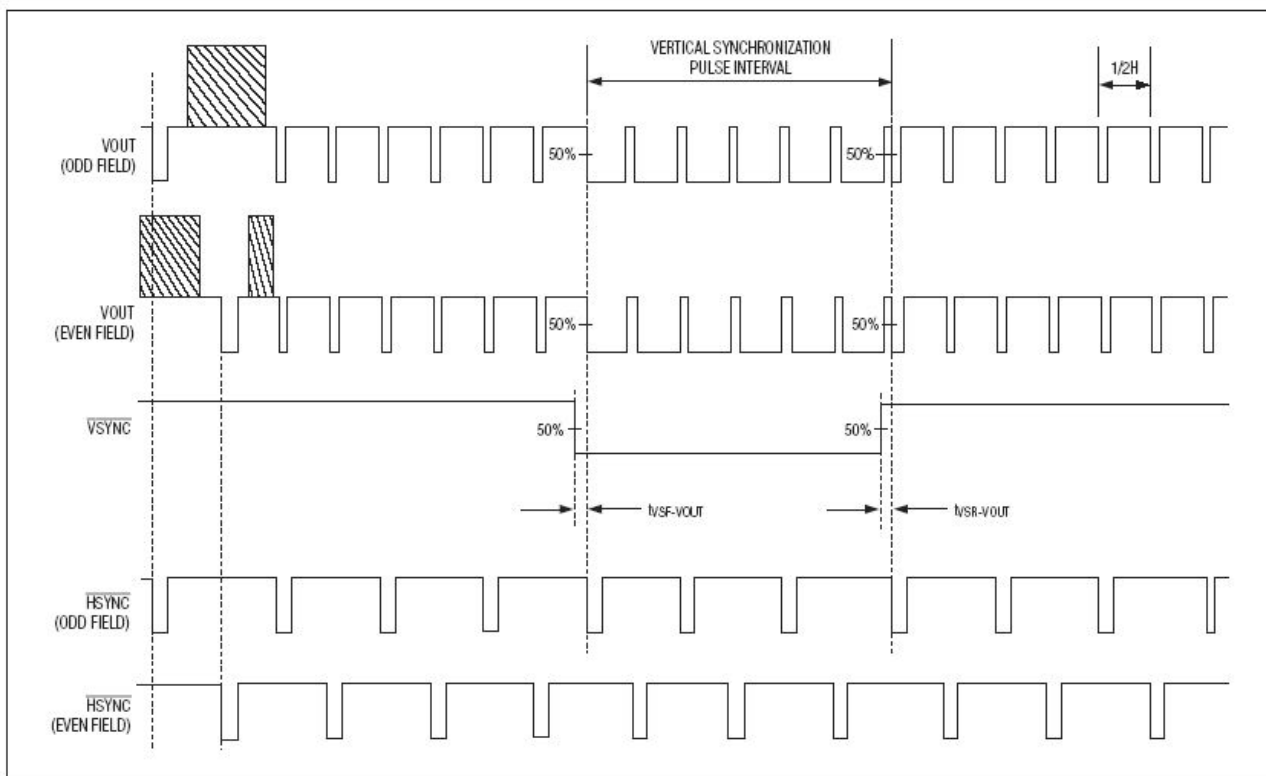 VERTICAL SYNCHRONIZATION
PULSE INTERVAL
1/2H
VOUT
(ODD FIELD)
50%
50%
VOUT
(EVEN FIELD)
50%
50%
VSYNC
50%
50%
tVSF-VOUT
tVSR-VOUT
HSYNC
(ODD FIELD)
HSYNC
(EVEN FIELD)